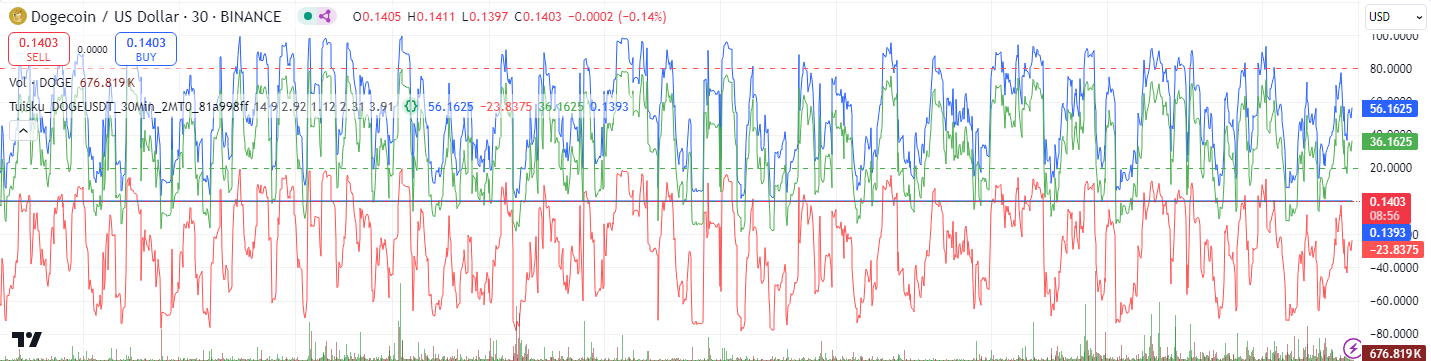 Dogecoin / US Dollar · 30 · BINANCE O0.1405 H0.1411 L0.1397 C0.1403 −0.0002 (−0.14%)
USD
0.1403 SELL
0.0000
0.1403 BUY
Vol · DOGE 676.819K
Tuisku_DOGEUSDT_30Min_2MT0_81a998ff 14 9 2.92 1.12 2.31 3.91 56.1625 −23.8375 36.1625 0.1393
100.0000
80.0000
56.1625
36.1625
20.0000
0.1403
08:56
0.1393
−23.8375
−40.0000
−60.0000
−80.0000
676.819K